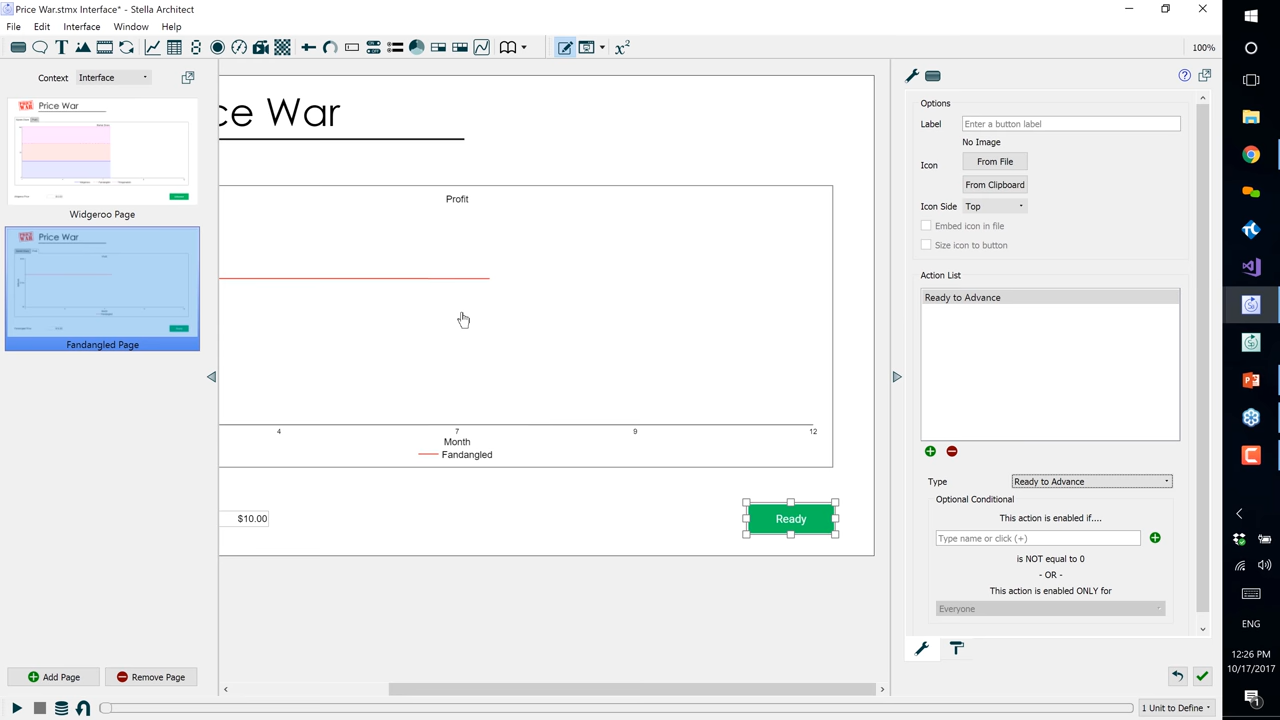 Price War.stmx Interface* - Stella Architect
File Edit Interface Window Help
100%
Context Interface
PRICE WAR Price War
Widgeroo Page
PRICE WAR Price War
Fandangled Page
Add Page Remove Page
ce War
Profit
4 7 9 12
Month
Fandangled
$10.00
Ready
Options
Label Enter a button label
No Image
Icon From File
From Clipboard
Icon Side Top
Embed icon in file
Size icon to button
Action List
Ready to Advance
Type Ready to Advance
Optional Conditional
This action is enabled if....
Type name or click (+)
is NOT equal to 0
- OR -
This action is enabled ONLY for
Everyone
1 Unit to Define
ENG
12:26 PM
10/17/2017